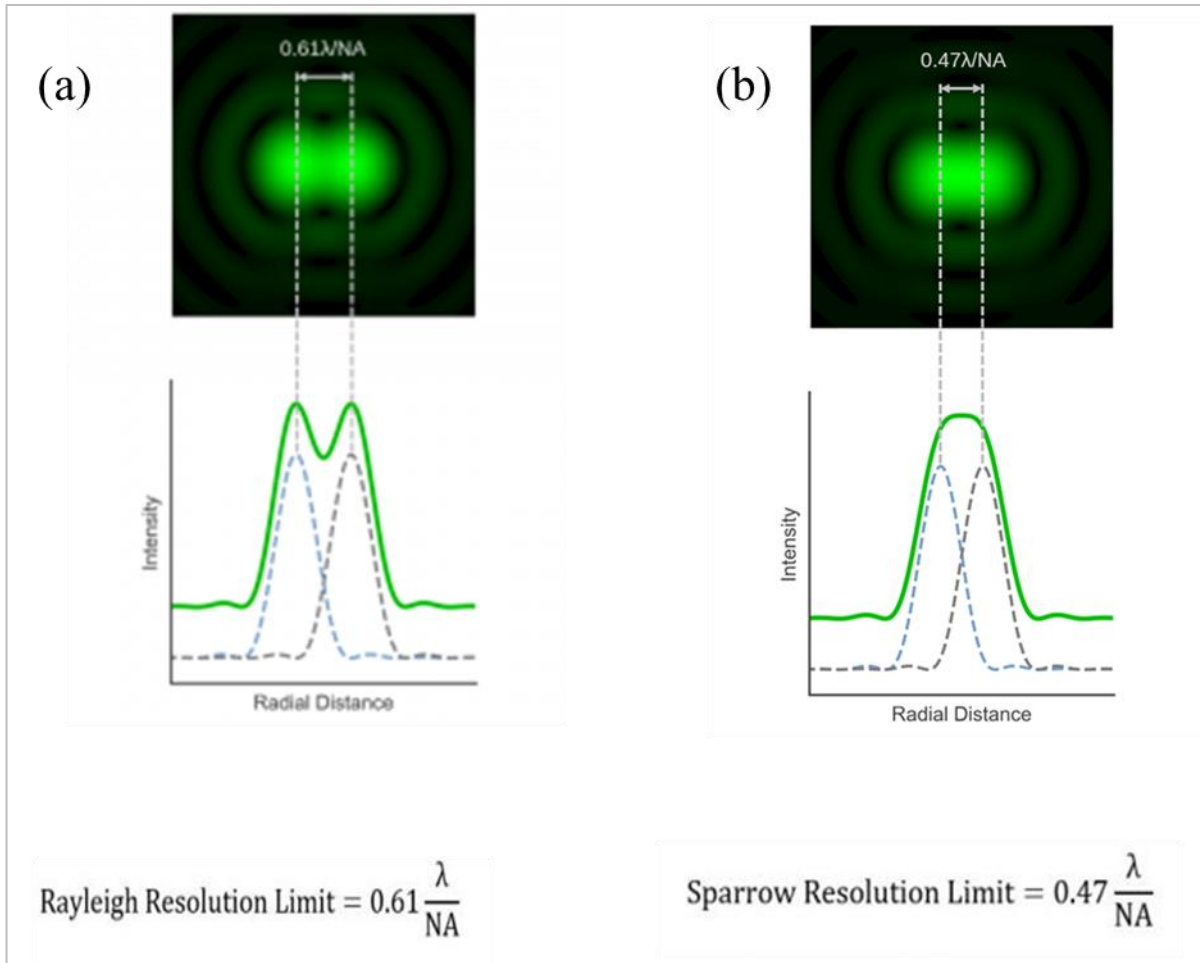 (a)
0.61λ/NA
Intensity
Radial Distance
Rayleigh Resolution Limit = 0.61 λ/NA
(b)
0.47λ/NA
Intensity
Radial Distance
Sparrow Resolution Limit = 0.47 λ/NA